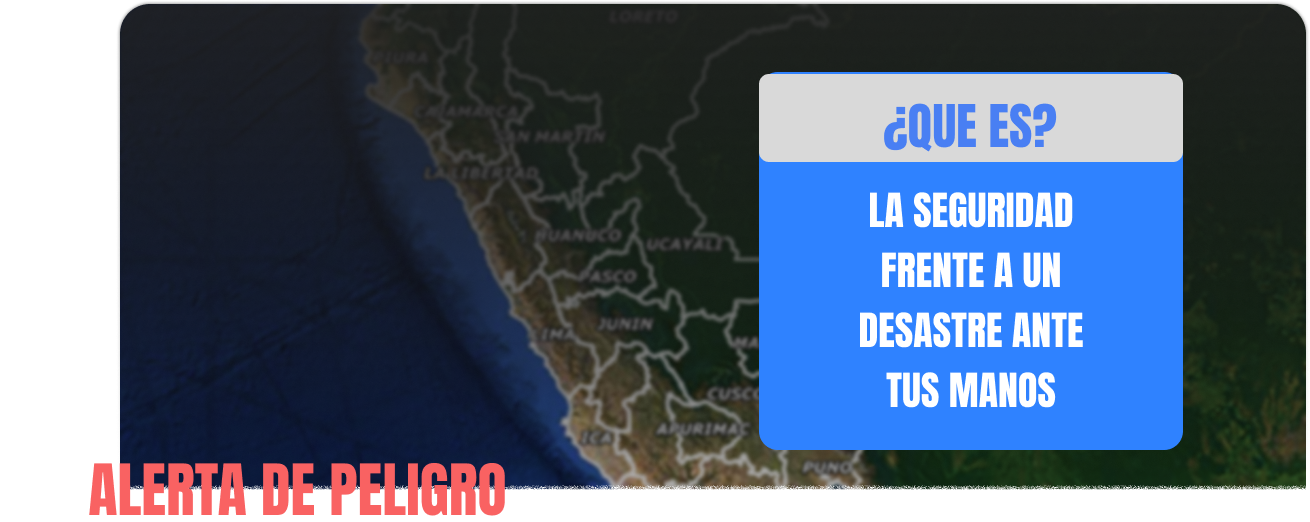 LORETO
PIURA
CAJAMARCA
SAN MARTIN
LA LIBERTAD
HUANUCO
UCAYALI
PASCO
JUNIN
LIMA
MA
CUSCO
APURIMAC
ICA
PUNO
¿QUE ES?
LA SEGURIDAD
FRENTE A UN
DESASTRE ANTE
TUS MANOS
ALERTA DE PELIGRO